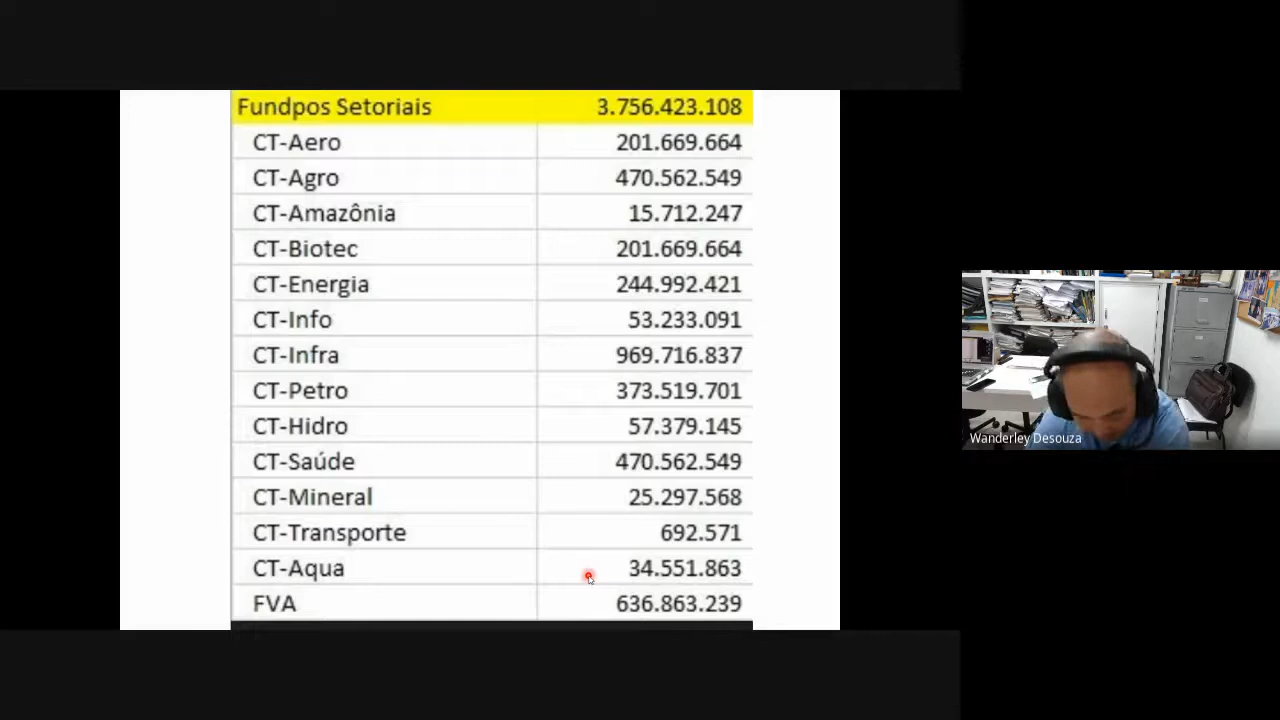 Fundpos Setoriais 3.756.423.108
CT-Aero 201.669.664
CT-Agro 470.562.549
CT-Amazônia 15.712.247
CT-Biotec 201.669.664
CT-Energia 244.992.421
CT-Info 53.233.091
CT-Infra 969.716.837
CT-Petro 373.519.701
CT-Hidro 57.379.145
CT-Saúde 470.562.549
CT-Mineral 25.297.568
CT-Transporte 692.571
CT-Aqua 34.551.863
FVA 636.863.239
Wanderley Desouza